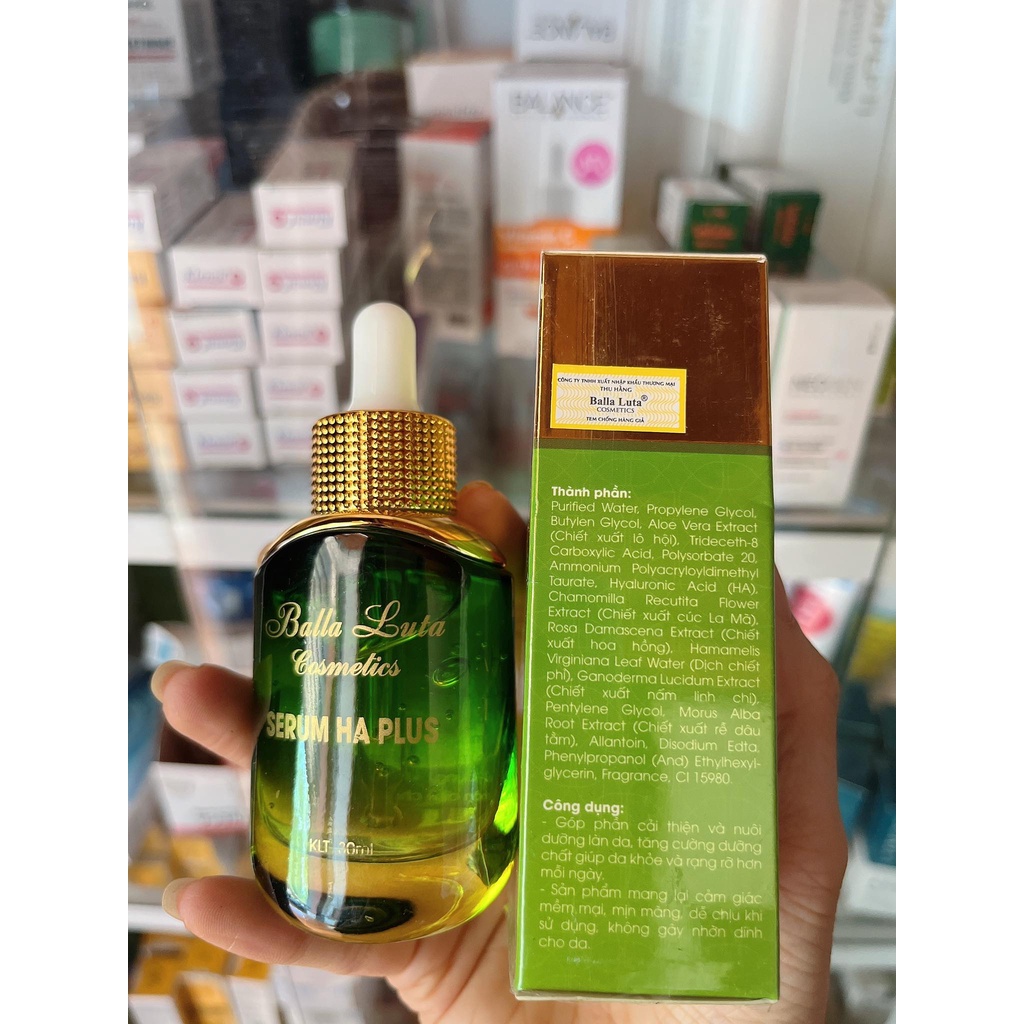 BALANCE
Balla Luta
Cosmetics
SERUM HA PLUS
KLT: 30ml
CÔNG TY TNHH XUẤT NHẬP KHẨU THƯƠNG MẠI
THU HẰNG
Balla Luta®
COSMETICS
TEM CHỐNG HÀNG GIẢ
Thành phần:
Purified Water, Propylene Glycol,
Butylen Glycol, Aloe Vera Extract
(Chiết xuất lô hội), Trideceth-8
Carboxylic Acid, Polysorbate 20,
Ammonium Polyacryloyldimethyl
Taurate, Hyaluronic Acid (HA),
Chamomilla Recutita Flower
Extract (Chiết xuất cúc La Mã),
Rosa Damascena Extract (Chiết
xuất hoa hồng), Hamamelis
Virginiana Leaf Water (Dịch chiết
phỉ), Ganoderma Lucidum Extract
(Chiết xuất nấm linh chi),
Pentylene Glycol, Morus Alba
Root Extract (Chiết xuất rễ dâu
tằm), Allantoin, Disodium Edta,
Phenylpropanol (And) Ethylhexyl-
glycerin, Fragrance, CI 15980.
Công dụng:
- Góp phần cải thiện và nuôi
dưỡng làn da, tăng cường dưỡng
chất giúp da khỏe và rạng rỡ hơn
mỗi ngày.
- Sản phẩm mang lại cảm giác
mềm mại, mịn màng, dễ chịu khi
sử dụng, không gây nhờn dính
cho da.